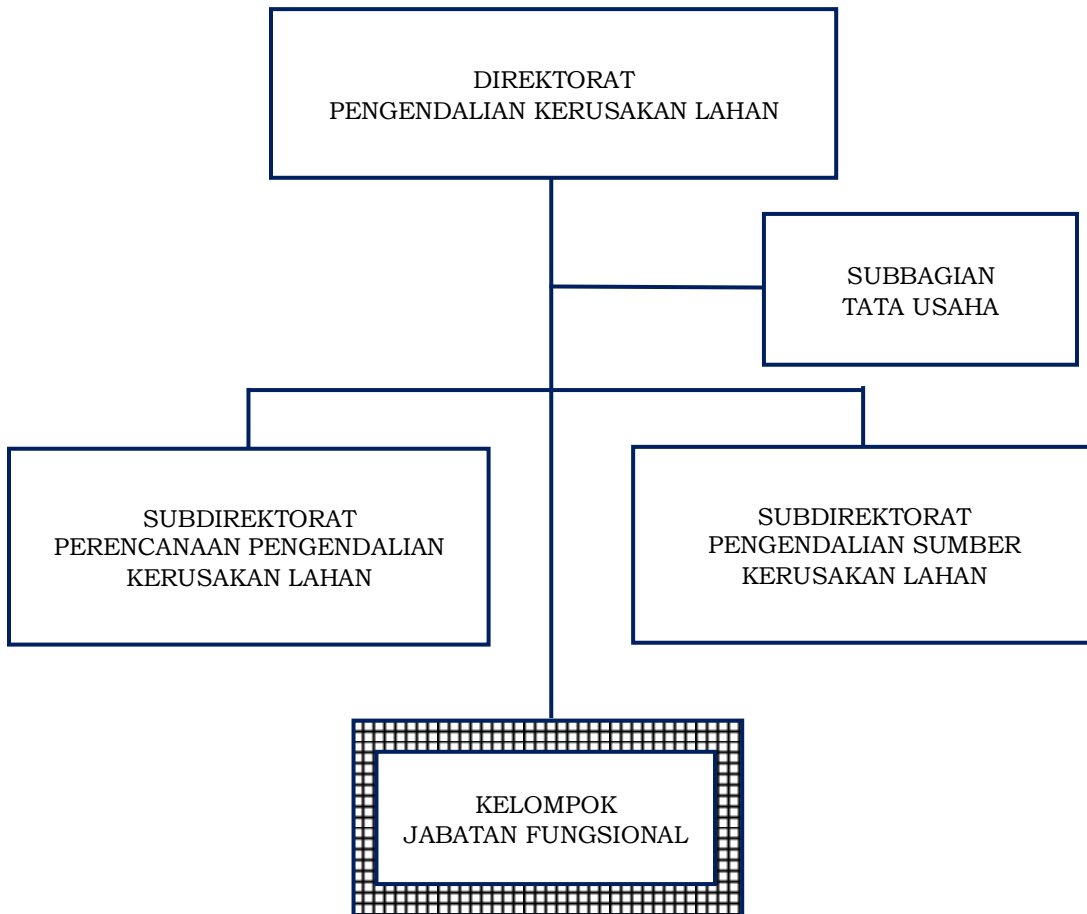 DIREKTORAT
PENGENDALIAN KERUSAKAN LAHAN
SUBBAGIAN
TATA USAHA
SUBDIREKTORAT
PERENCANAAN PENGENDALIAN
KERUSAKAN LAHAN
SUBDIREKTORAT
PENGENDALIAN SUMBER
KERUSAKAN LAHAN
KELOMPOK
JABATAN FUNGSIONAL